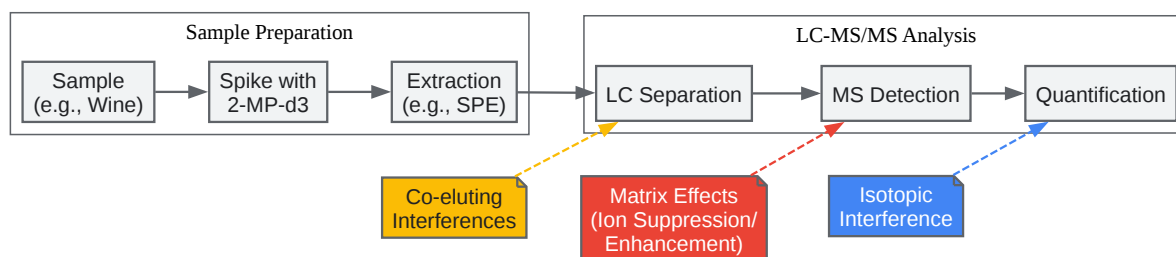 Sample Preparation
LC-MS/MS Analysis
Sample
(e.g., Wine)
Spike with
2-MP-d3
Extraction
(e.g., SPE)
LC Separation
MS Detection
Quantification
Co-eluting
Interferences
Matrix Effects
(Ion Suppression/
Enhancement)
Isotopic
Interference